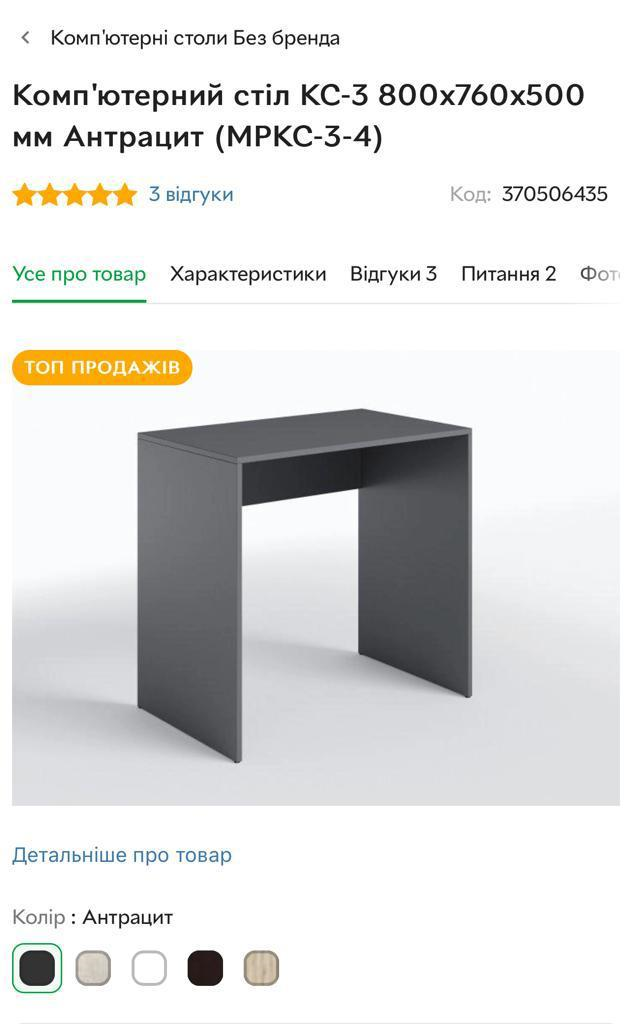 Комп'ютерні столи Без бренда
Комп'ютерний стіл КС-3 800х760х500
мм Антрацит (МРКС-3-4)
3 відгуки
Код: 370506435
Усе про товар Характеристики Відгуки 3 Питання 2
ТОП ПРОДАЖІВ
Детальніше про товар
Колір : Антрацит